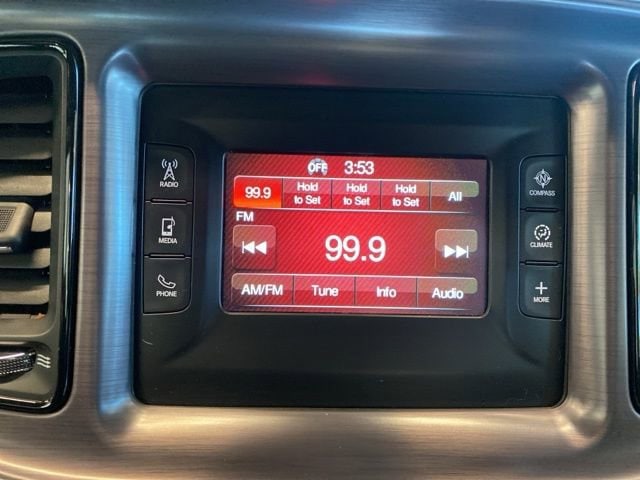 OFF 3:53
99.9 Hold to Set Hold to Set Hold to Set All
FM
99.9
AM/FM Tune Info Audio
RADIO
MEDIA
PHONE
N
COMPASS
CLIMATE
MORE